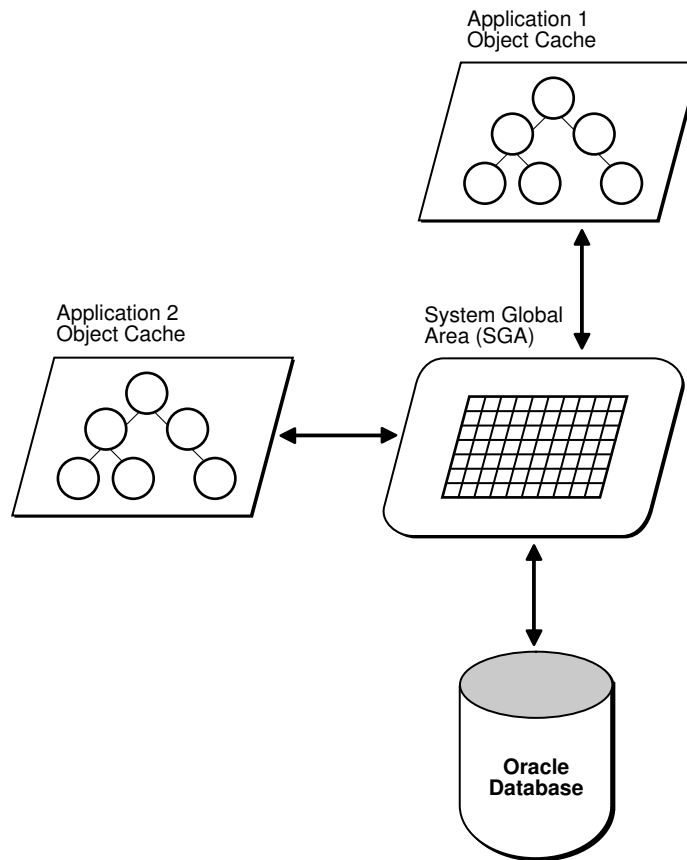 Application 1
Object Cache
Application 2
Object Cache
System Global
Area (SGA)
Oracle
Database